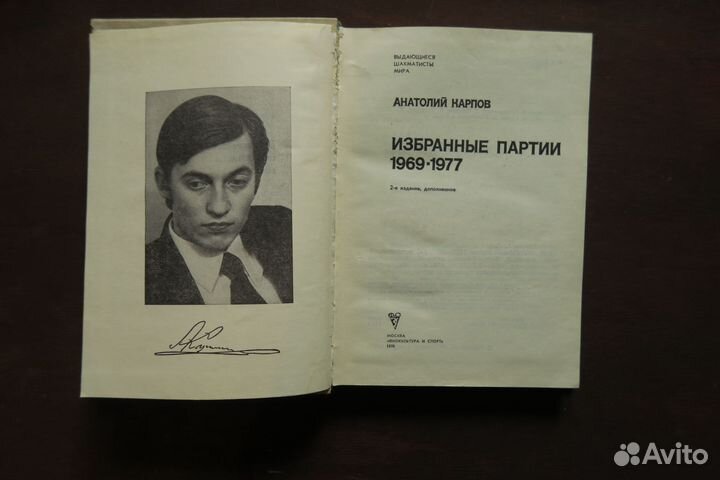 ВЫДАЮЩИЕСЯ
ШАХМАТИСТЫ
МИРА
АНАТОЛИЙ КАРПОВ
ИЗБРАННЫЕ ПАРТИИ
1969-1977
2-е издание, дополненное
МОСКВА
«ФИЗКУЛЬТУРА И СПОРТ»
Avito